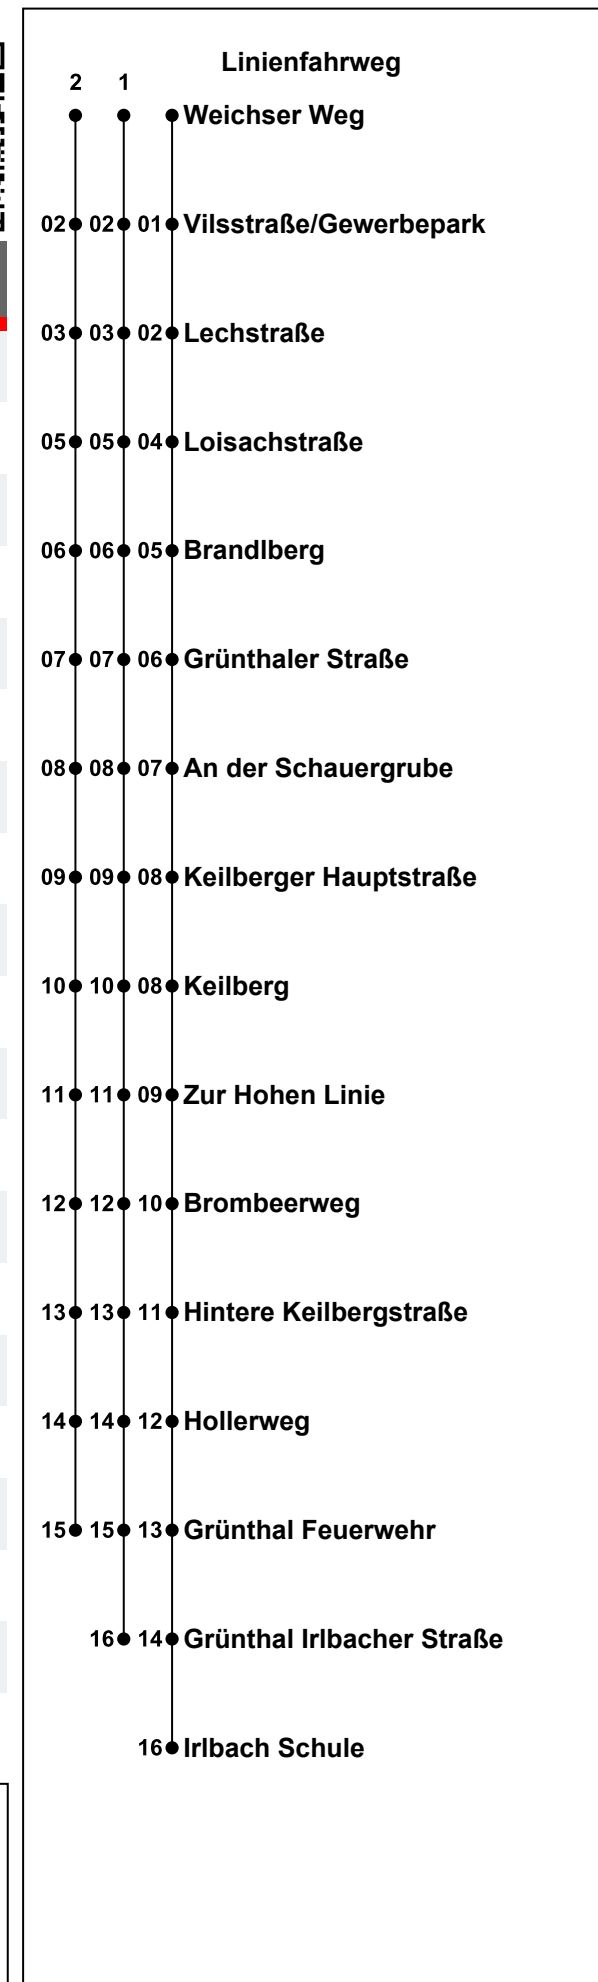 Linienfahrweg
2 1
Weichser Weg
02 02 01 Vilsstraße/Gewerbepark
03 03 02 Lechstraße
05 05 04 Loisachstraße
06 06 05 Brandlberg
07 07 06 Grünthaler Straße
08 08 07 An der Schauergrube
09 09 08 Keilberger Hauptstraße
10 10 08 Keilberg
11 11 09 Zur Hohen Linie
12 12 10 Brombeerweg
13 13 11 Hintere Keilbergstraße
14 14 12 Hollerweg
15 15 13 Grünthal Feuerwehr
16 14 Grünthal Irlbacher Straße
16 Irlbach Schule